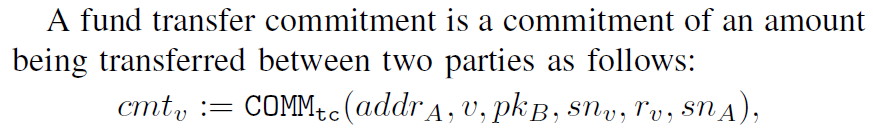 A fund transfer commitment is a commitment of an amount
being transferred between two parties as follows:
cmt_v := COMM_tc(addr_A, v, pk_B, sn_v, r_v, sn_A),